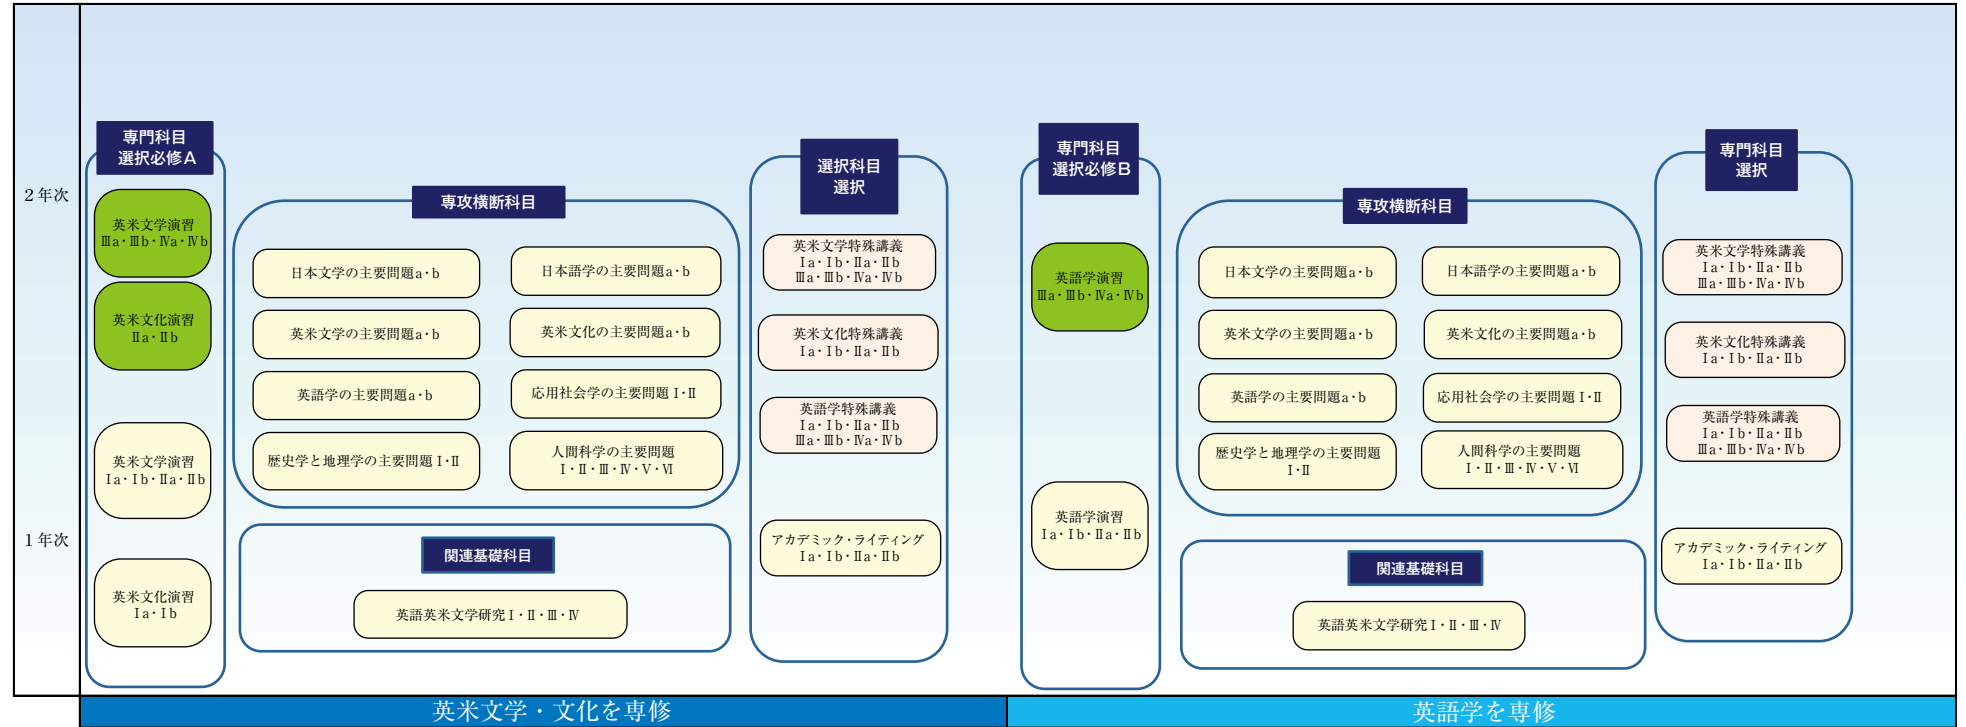 2年次
1年次
専門科目
選択必修A
英米文学演習
Ⅲa・Ⅲb・Ⅳa・Ⅳb
英米文化演習
Ⅱa・Ⅱb
英米文学演習
Ⅰa・Ⅰb・Ⅱa・Ⅱb
英米文化演習
Ⅰa・Ⅰb
専攻横断科目
日本文学の主要問題a・b
日本語学の主要問題a・b
英米文学の主要問題a・b
英米文化の主要問題a・b
英語学の主要問題a・b
応用社会学の主要問題Ⅰ・Ⅱ
歴史学と地理学の主要問題Ⅰ・Ⅱ
人間科学の主要問題
Ⅰ・Ⅱ・Ⅲ・Ⅳ・Ⅴ・Ⅵ
関連基礎科目
英語英米文学研究Ⅰ・Ⅱ・Ⅲ・Ⅳ
選択科目
選択
英米文学特殊講義
Ⅰa・Ⅰb・Ⅱa・Ⅱb
Ⅲa・Ⅲb・Ⅳa・Ⅳb
英米文化特殊講義
Ⅰa・Ⅰb・Ⅱa・Ⅱb
英語学特殊講義
Ⅰa・Ⅰb・Ⅱa・Ⅱb
Ⅲa・Ⅲb・Ⅳa・Ⅳb
アカデミック・ライティング
Ⅰa・Ⅰb・Ⅱa・Ⅱb
専門科目
選択必修B
英語学演習
Ⅲa・Ⅲb・Ⅳa・Ⅳb
英語学演習
Ⅰa・Ⅰb・Ⅱa・Ⅱb
専攻横断科目
日本文学の主要問題a・b
日本語学の主要問題a・b
英米文学の主要問題a・b
英米文化の主要問題a・b
英語学の主要問題a・b
応用社会学の主要問題Ⅰ・Ⅱ
歴史学と地理学の主要問題
Ⅰ・Ⅱ
人間科学の主要問題
Ⅰ・Ⅱ・Ⅲ・Ⅳ・Ⅴ・Ⅵ
関連基礎科目
英語英米文学研究Ⅰ・Ⅱ・Ⅲ・Ⅳ
専門科目
選択
英米文学特殊講義
Ⅰa・Ⅰb・Ⅱa・Ⅱb
Ⅲa・Ⅲb・Ⅳa・Ⅳb
英米文化特殊講義
Ⅰa・Ⅰb・Ⅱa・Ⅱb
英語学特殊講義
Ⅰa・Ⅰb・Ⅱa・Ⅱb
Ⅲa・Ⅲb・Ⅳa・Ⅳb
アカデミック・ライティング
Ⅰa・Ⅰb・Ⅱa・Ⅱb
英米文学・文化を専修
英語学を専修